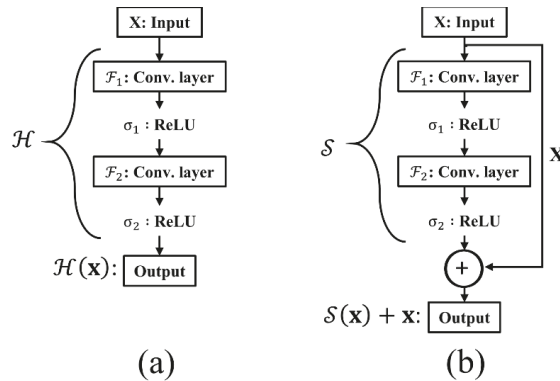 X: Input
ℱ₁: Conv. layer
σ₁ : ReLU
ℋ
ℱ₂: Conv. layer
σ₂ : ReLU
ℋ(x): Output
(a)
X: Input
ℱ₁: Conv. layer
σ₁ : ReLU
𝒮
X
ℱ₂: Conv. layer
σ₂ : ReLU
+
𝒮(x) + x: Output
(b)